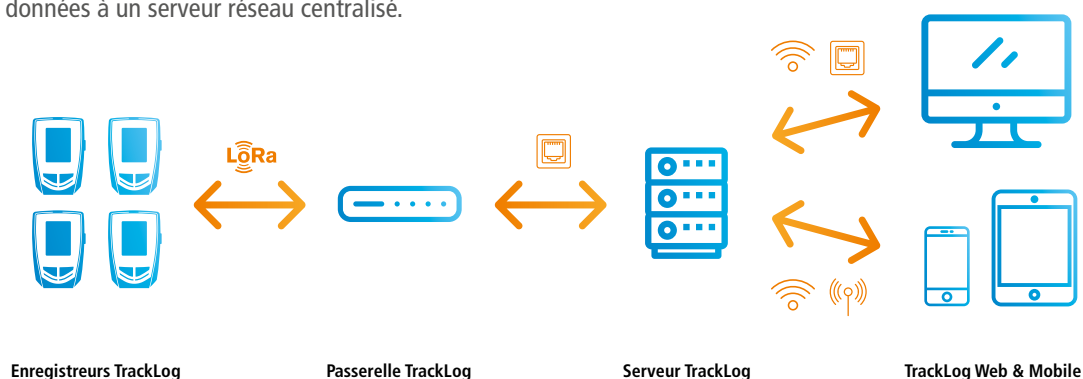 données à un serveur réseau centralisé.
LoRa
Enregistreurs TrackLog
Passerelle TrackLog
Serveur TrackLog
TrackLog Web & Mobile